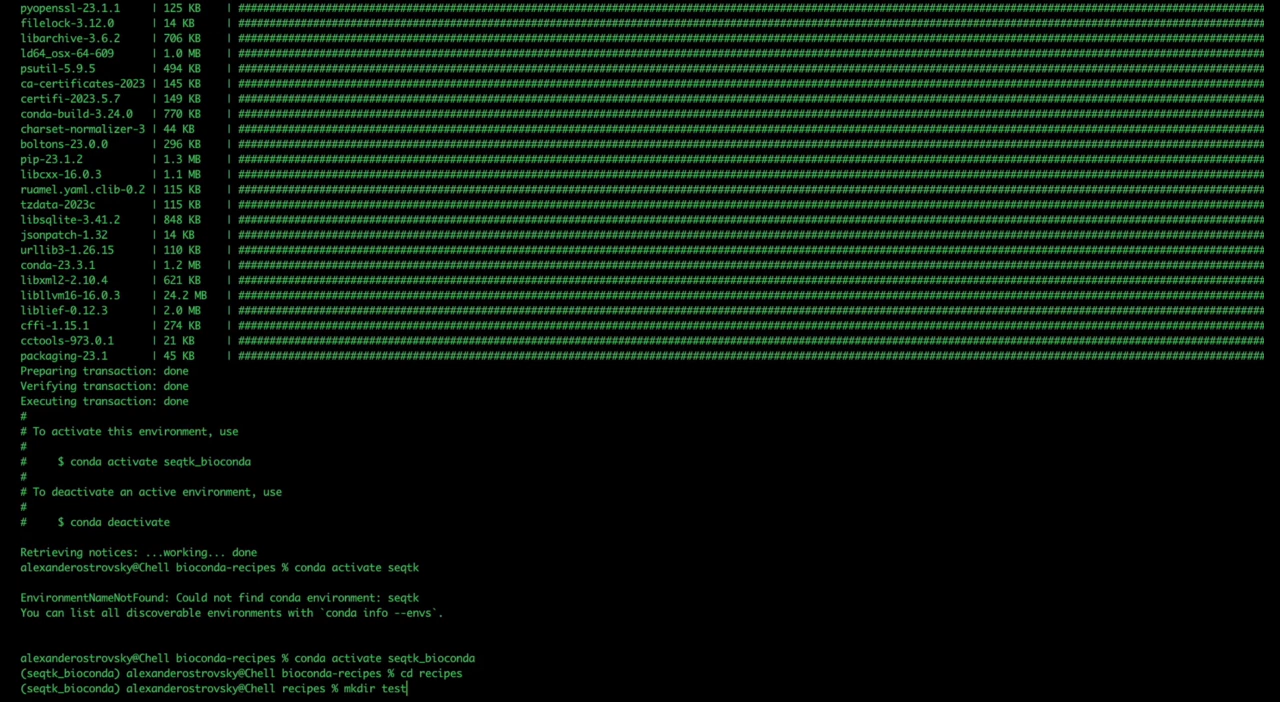 pyopenssl-23.1.1 | 125 KB | ####################################################################################################################################################################
filelock-3.12.0 | 14 KB | ####################################################################################################################################################################
libarchive-3.6.2 | 706 KB | ####################################################################################################################################################################
ld64_osx-64-609 | 1.0 MB | ####################################################################################################################################################################
psutil-5.9.5 | 494 KB | ####################################################################################################################################################################
ca-certificates-2023 | 145 KB | ####################################################################################################################################################################
certifi-2023.5.7 | 149 KB | ####################################################################################################################################################################
conda-build-3.24.0 | 770 KB | ####################################################################################################################################################################
charset-normalizer-3 | 44 KB | ####################################################################################################################################################################
boltons-23.0.0 | 296 KB | ####################################################################################################################################################################
pip-23.1.2 | 1.3 MB | ####################################################################################################################################################################
libcxx-16.0.3 | 1.1 MB | ####################################################################################################################################################################
ruamel.yaml.clib-0.2 | 115 KB | ####################################################################################################################################################################
tzdata-2023c | 115 KB | ####################################################################################################################################################################
libsqlite-3.41.2 | 848 KB | ####################################################################################################################################################################
jsonpatch-1.32 | 14 KB | ####################################################################################################################################################################
urllib3-1.26.15 | 110 KB | ####################################################################################################################################################################
conda-23.3.1 | 1.2 MB | ####################################################################################################################################################################
libxml2-2.10.4 | 621 KB | ####################################################################################################################################################################
libllvm16-16.0.3 | 24.2 MB | ####################################################################################################################################################################
liblief-0.12.3 | 2.0 MB | ####################################################################################################################################################################
cffi-1.15.1 | 274 KB | ####################################################################################################################################################################
cctools-973.0.1 | 21 KB | ####################################################################################################################################################################
packaging-23.1 | 45 KB | ####################################################################################################################################################################
Preparing transaction: done
Verifying transaction: done
Executing transaction: done
#
# To activate this environment, use
#
#     $ conda activate seqtk_bioconda
#
# To deactivate an active environment, use
#
#     $ conda deactivate
Retrieving notices: ...working... done
alexanderostrovsky@Chell bioconda-recipes % conda activate seqtk
EnvironmentNameNotFound: Could not find conda environment: seqtk
You can list all discoverable environments with `conda info --envs`.
alexanderostrovsky@Chell bioconda-recipes % conda activate seqtk_bioconda
(seqtk_bioconda) alexanderostrovsky@Chell bioconda-recipes % cd recipes
(seqtk_bioconda) alexanderostrovsky@Chell recipes % mkdir test